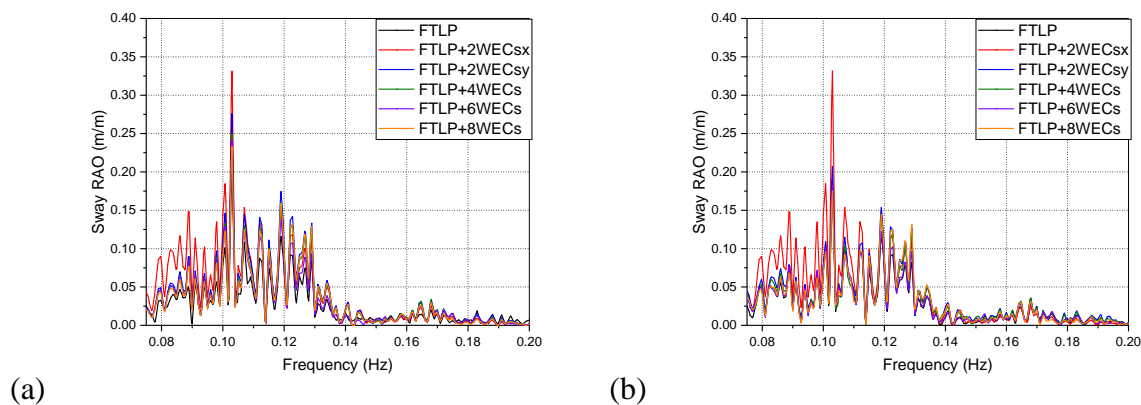 0.40
0.35
0.30
0.25
0.20
0.15
0.10
0.05
0.00
Sway RAO (m/m)
FTLP
FTLP+2WECsx
FTLP+2WECsy
FTLP+4WECs
FTLP+6WECs
FTLP+8WECs
0.08 0.10 0.12 0.14 0.16 0.18 0.20
Frequency (Hz)
(a)
0.40
0.35
0.30
0.25
0.20
0.15
0.10
0.05
0.00
Sway RAO (m/m)
FTLP
FTLP+2WECsx
FTLP+2WECsy
FTLP+4WECs
FTLP+6WECs
FTLP+8WECs
0.08 0.10 0.12 0.14 0.16 0.18 0.20
Frequency (Hz)
(b)